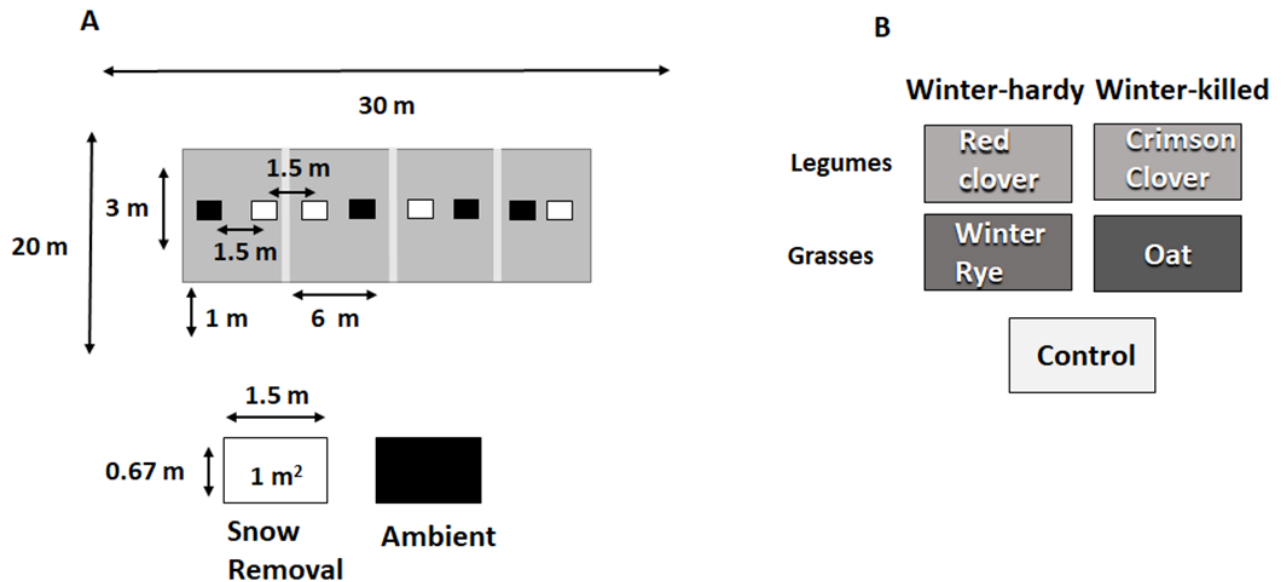 A
30 m
1.5 m
3 m
20 m
1.5 m
1 m
6 m
1.5 m
0.67 m
1 m²
Snow
Removal
Ambient
B
Winter-hardy Winter-killed
Legumes
Red
clover
Crimson
Clover
Grasses
Winter
Rye
Oat
Control